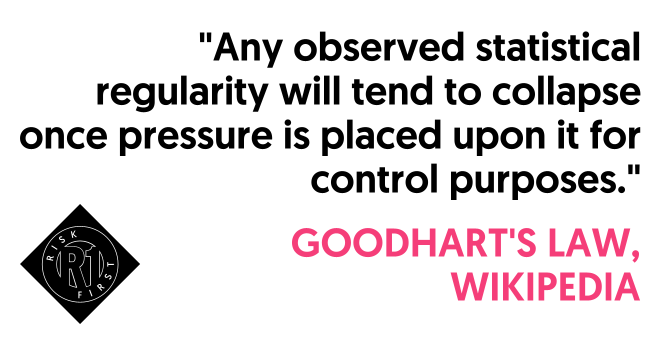 "Any observed statistical
regularity will tend to collapse
once pressure is placed upon it for
control purposes."
GOODHART'S LAW,
WIKIPEDIA
RISK
R1
FIRST